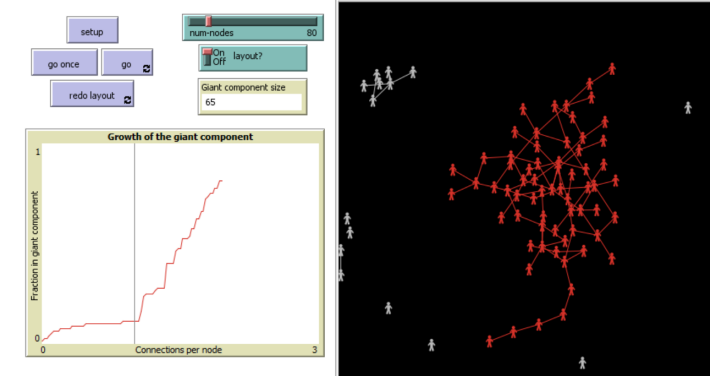 setup
go once
go
redo layout
num-nodes 80
On
Off
layout?
Giant component size
65
Growth of the giant component
1
Fraction in giant component
0
0 Connections per node 3